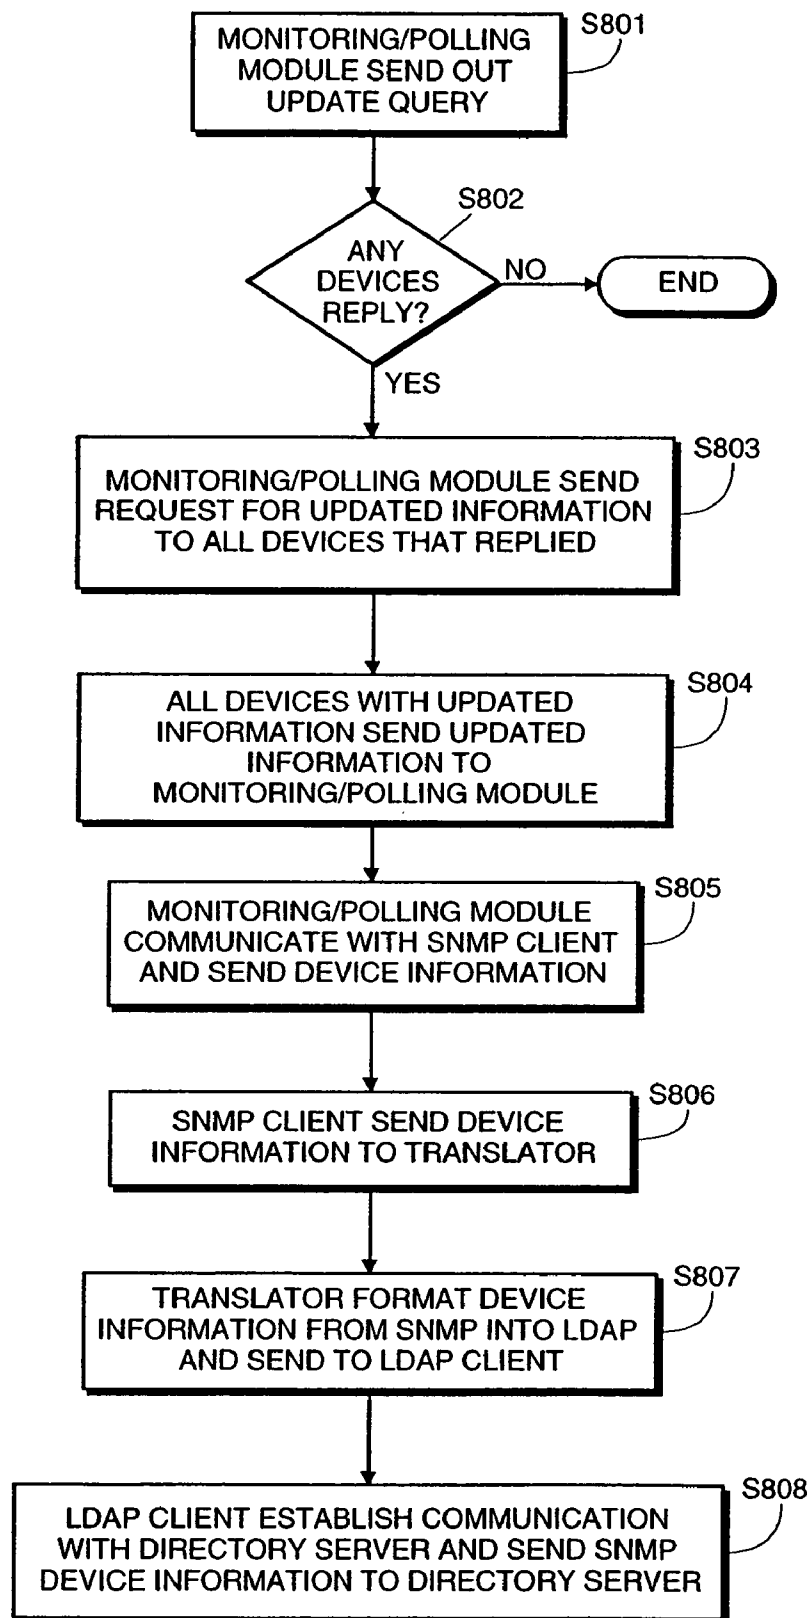 S801
MONITORING/POLLING
MODULE SEND OUT
UPDATE QUERY
S802
ANY
DEVICES
REPLY?
NO
END
YES
S803
MONITORING/POLLING MODULE SEND
REQUEST FOR UPDATED INFORMATION
TO ALL DEVICES THAT REPLIED
S804
ALL DEVICES WITH UPDATED
INFORMATION SEND UPDATED
INFORMATION TO
MONITORING/POLLING MODULE
S805
MONITORING/POLLING MODULE
COMMUNICATE WITH SNMP CLIENT
AND SEND DEVICE INFORMATION
S806
SNMP CLIENT SEND DEVICE
INFORMATION TO TRANSLATOR
S807
TRANSLATOR FORMAT DEVICE
INFORMATION FROM SNMP INTO LDAP
AND SEND TO LDAP CLIENT
S808
LDAP CLIENT ESTABLISH COMMUNICATION
WITH DIRECTORY SERVER AND SEND SNMP
DEVICE INFORMATION TO DIRECTORY SERVER